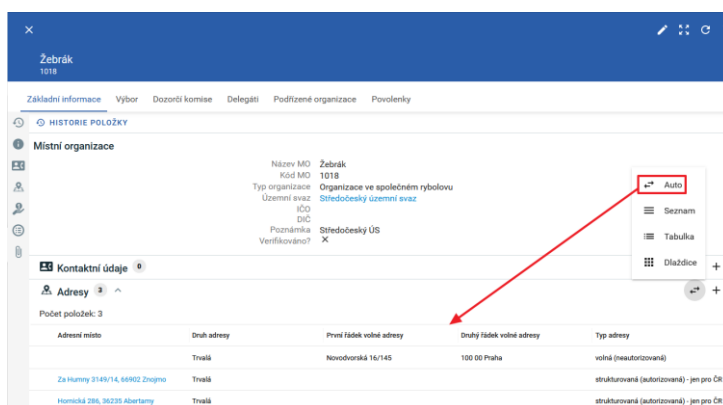 Žebrák
1018
Základní informace Výbor Dozorčí komise Delegáti Podřízené organizace Povolenky
HISTORIE POLOŽKY
Místní organizace
Název MO Žebrák
Kód MO 1018
Typ organizace Organizace ve společném rybolovu
Územní svaz Středočeský územní svaz
IČO
DIČ
Poznámka Středočeský ÚS
Verifikováno?
Auto
Seznam
Tabulka
Dlaždice
Kontaktní údaje 0
Adresy 3
Počet položek: 3
Adresní místo Druh adresy První řádek volné adresy Druhý řádek volné adresy Typ adresy
Trvalá Novodvorská 16/145 100 00 Praha volná (neautorizovaná)
Za Humny 3149/14, 66902 Znojmo Trvalá strukturovaná (autorizovaná) - jen pro ČR
Hornická 286, 36235 Abertamy Trvalá strukturovaná (autorizovaná) - jen pro ČR